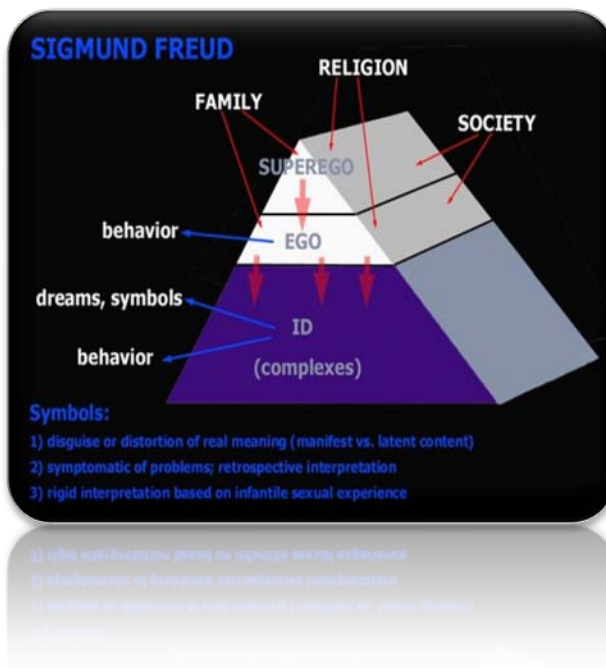 SIGMUND FREUD
RELIGION
FAMILY
SOCIETY
SUPEREGO
behavior
EGO
dreams, symbols
ID
behavior
(complexes)
Symbols:
1) disguise or distortion of real meaning (manifest vs. latent content)
2) symptomatic of problems; retrospective interpretation
3) rigid interpretation based on infantile sexual experience